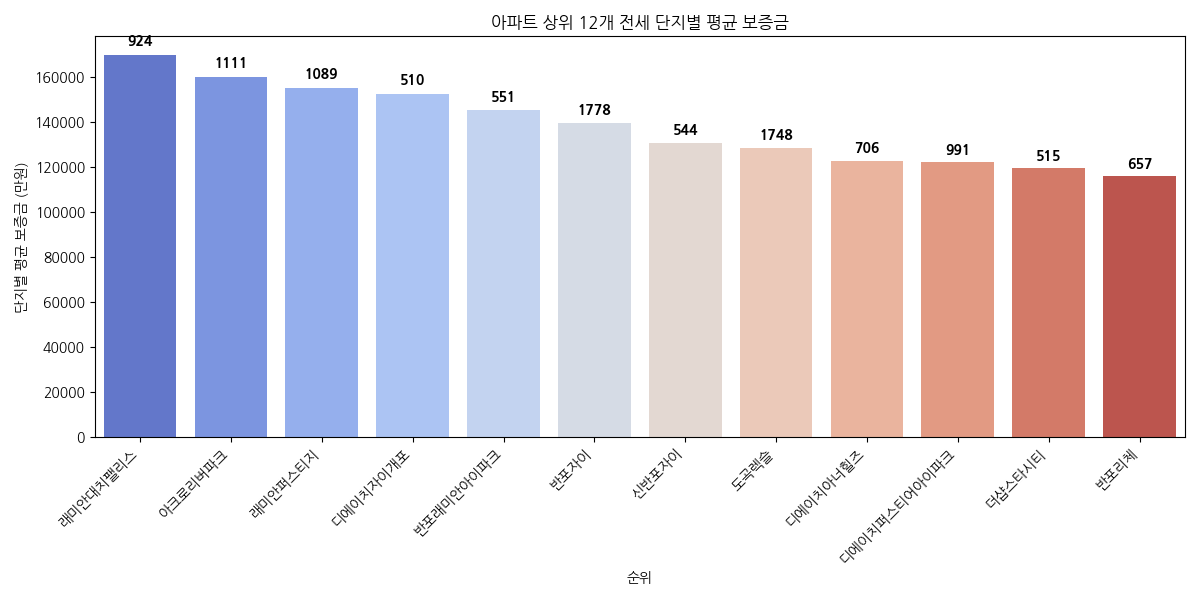 아파트 상위 12개 전세 단지별 평균 보증금
단지별 평균 보증금 (만원)
160000
140000
120000
100000
80000
60000
40000
20000
0
924
1111
1089
510
551
1778
544
1748
706
991
515
657
래미안대치팰리스
아크로리버파크
래미안퍼스티지
디에이치자이개포
반포래미안아이파크
반포자이
신반포자이
도곡렉슬
디에이치아너힐즈
디에이치퍼스티어아이파크
더샵스타시티
반포리체
순위